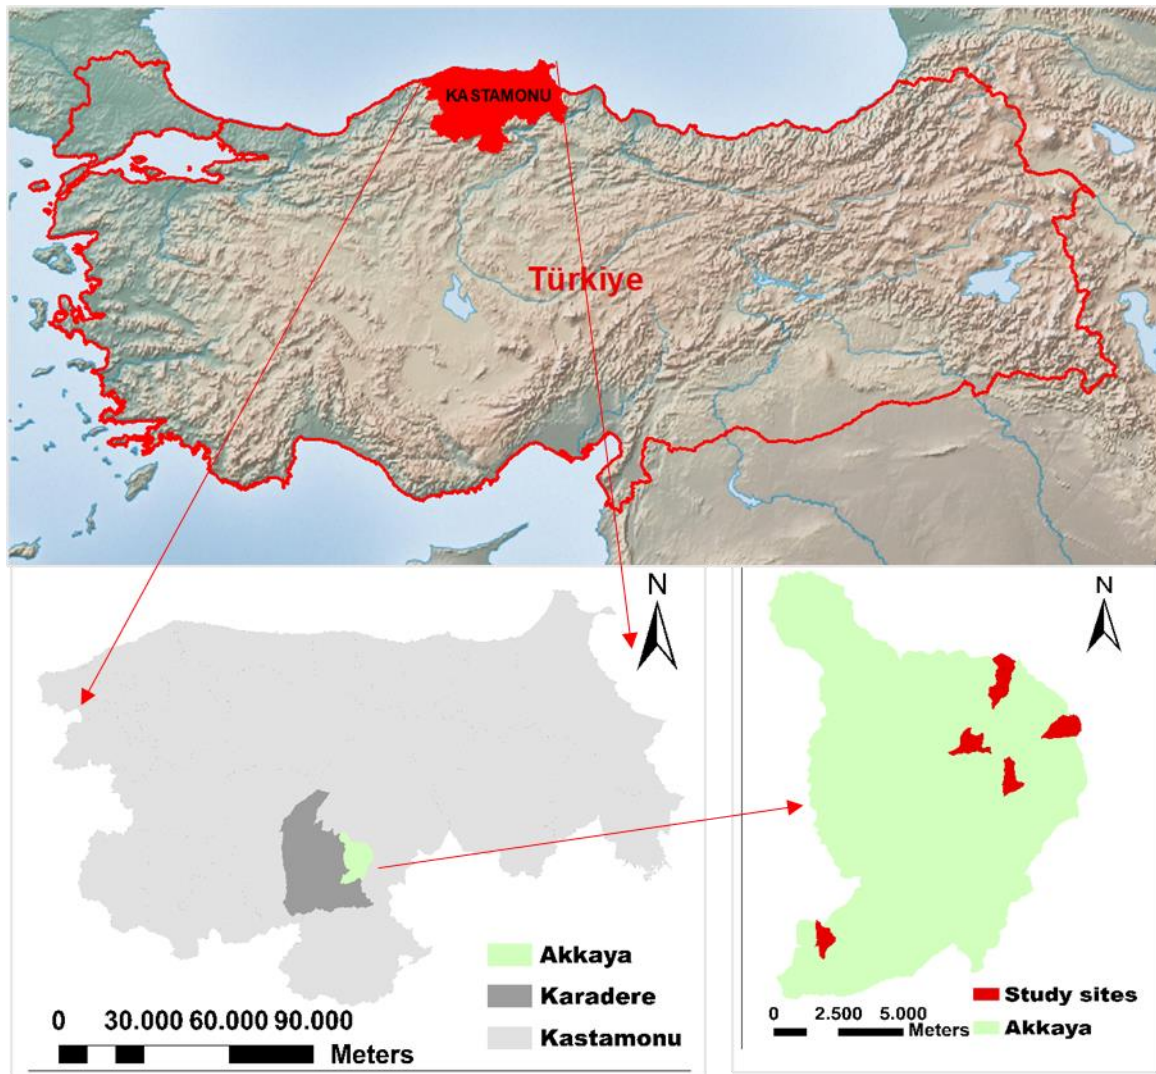 KASTAMONU
Türkiye
N
N
Akkaya
Karadere
Kastamonu
0 30.000 60.000 90.000
Meters
Study sites
Akkaya
0 2.500 5.000
Meters